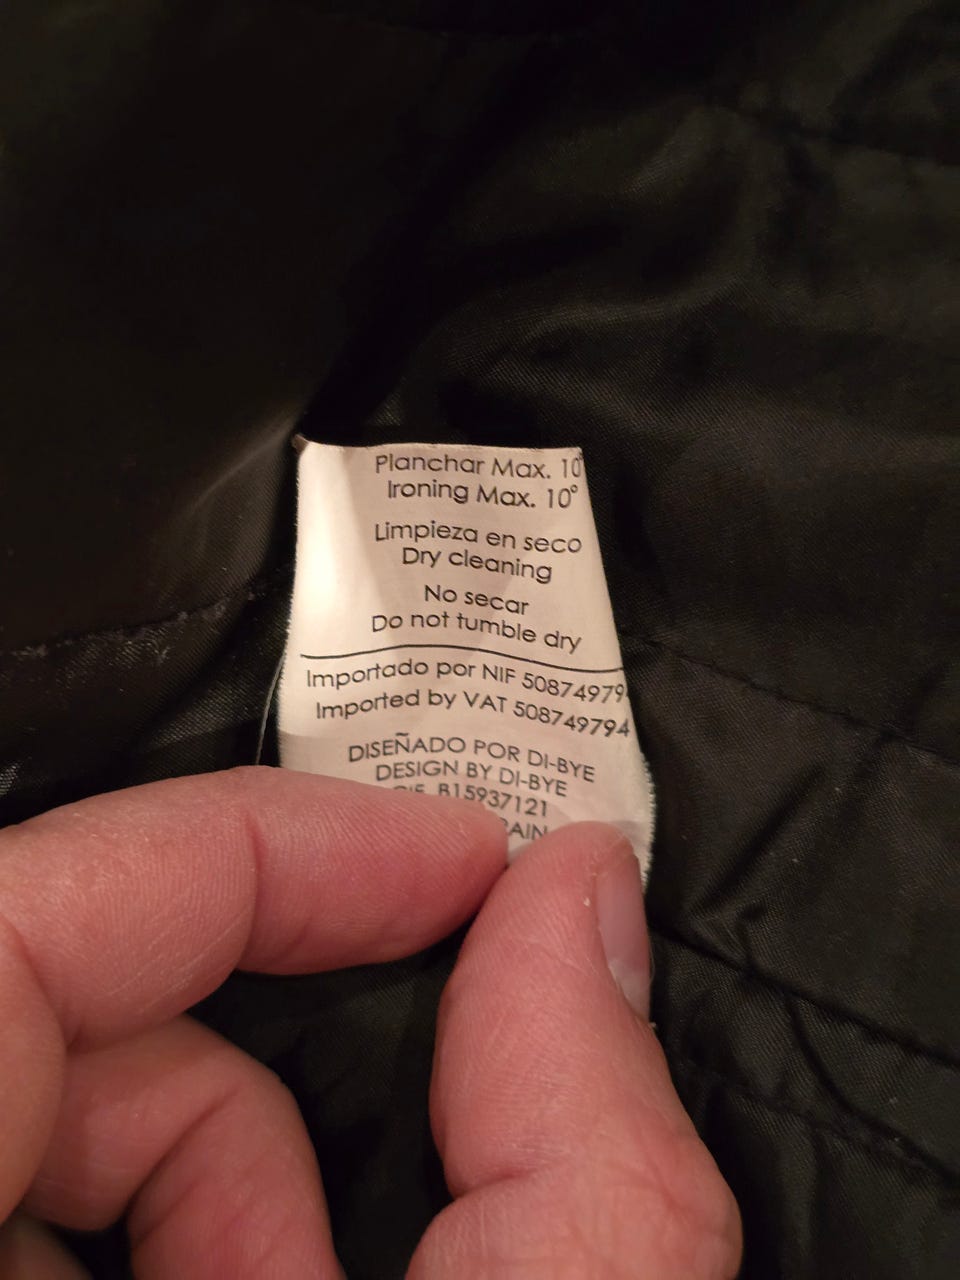 Planchar Max. 10°
Ironing Max. 10°
Limpieza en seco
Dry cleaning
No secar
Do not tumble dry
Importado por NIF 50874979
Imported by VAT 508749794
DISEÑADO POR DI-BYE
DESIGN BY DI-BYE
CIF B15937121